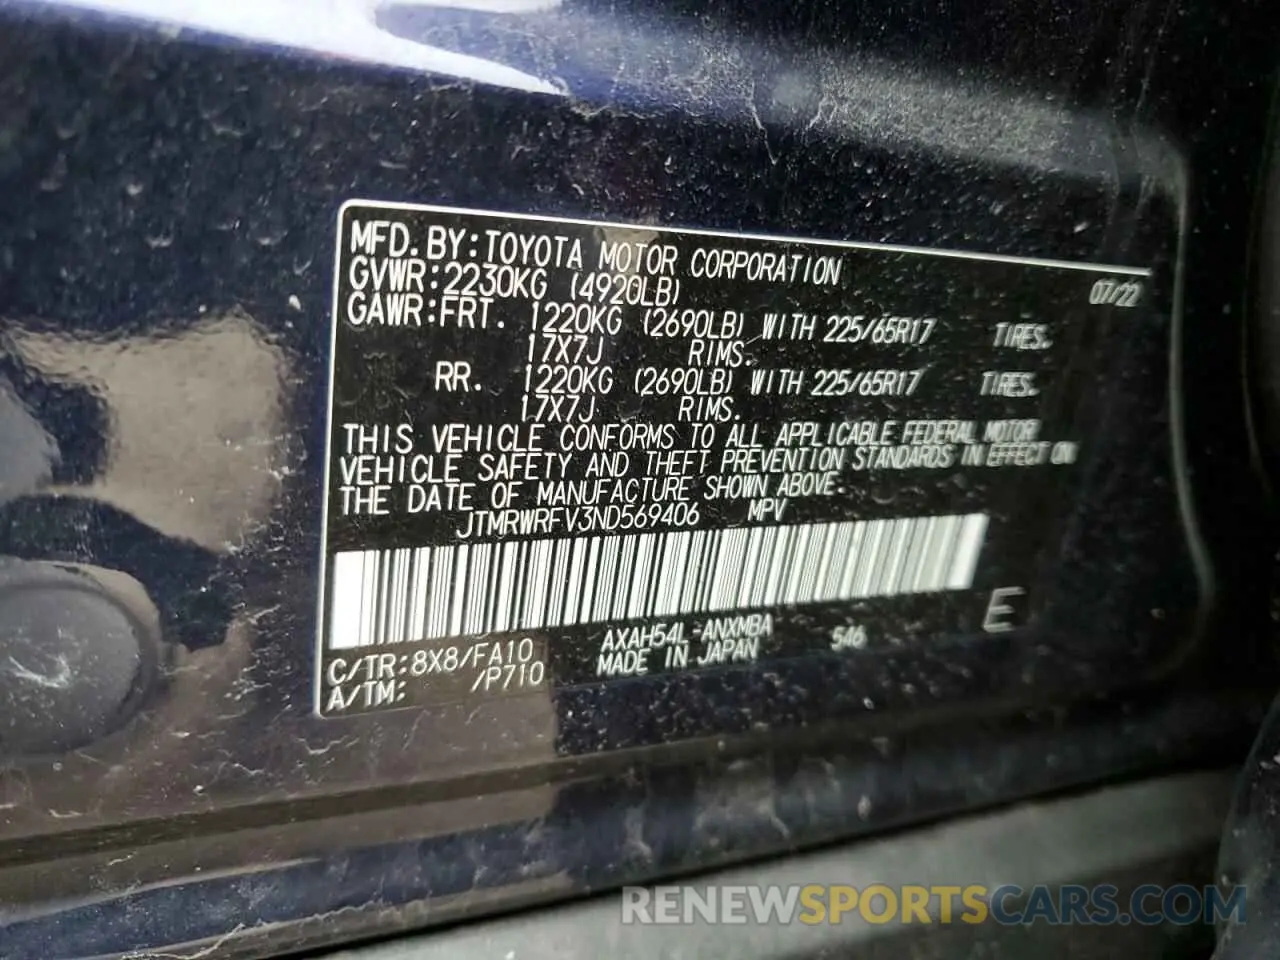 MFD. BY: TOYOTA MOTOR CORPORATION
07/22
GVWR: 2230KG (4920LB)
GAWR: FRT. 1220KG (2690LB) WITH 225/65R17 TIRES.
17X7J RIMS.
RR. 1220KG (2690LB) WITH 225/65R17 TIRES.
17X7J RIMS.
THIS VEHICLE CONFORMS TO ALL APPLICABLE FEDERAL MOTOR
VEHICLE SAFETY AND THEFT PREVENTION STANDARDS IN EFFECT ON
THE DATE OF MANUFACTURE SHOWN ABOVE.
JTMRWRFV3ND569406 MPV
E
C/TR: 8X8/FA10 AXAH54L-ANXMBA 546
A/TM: /P710 MADE IN JAPAN
RENEWSPORTSCARS.COM